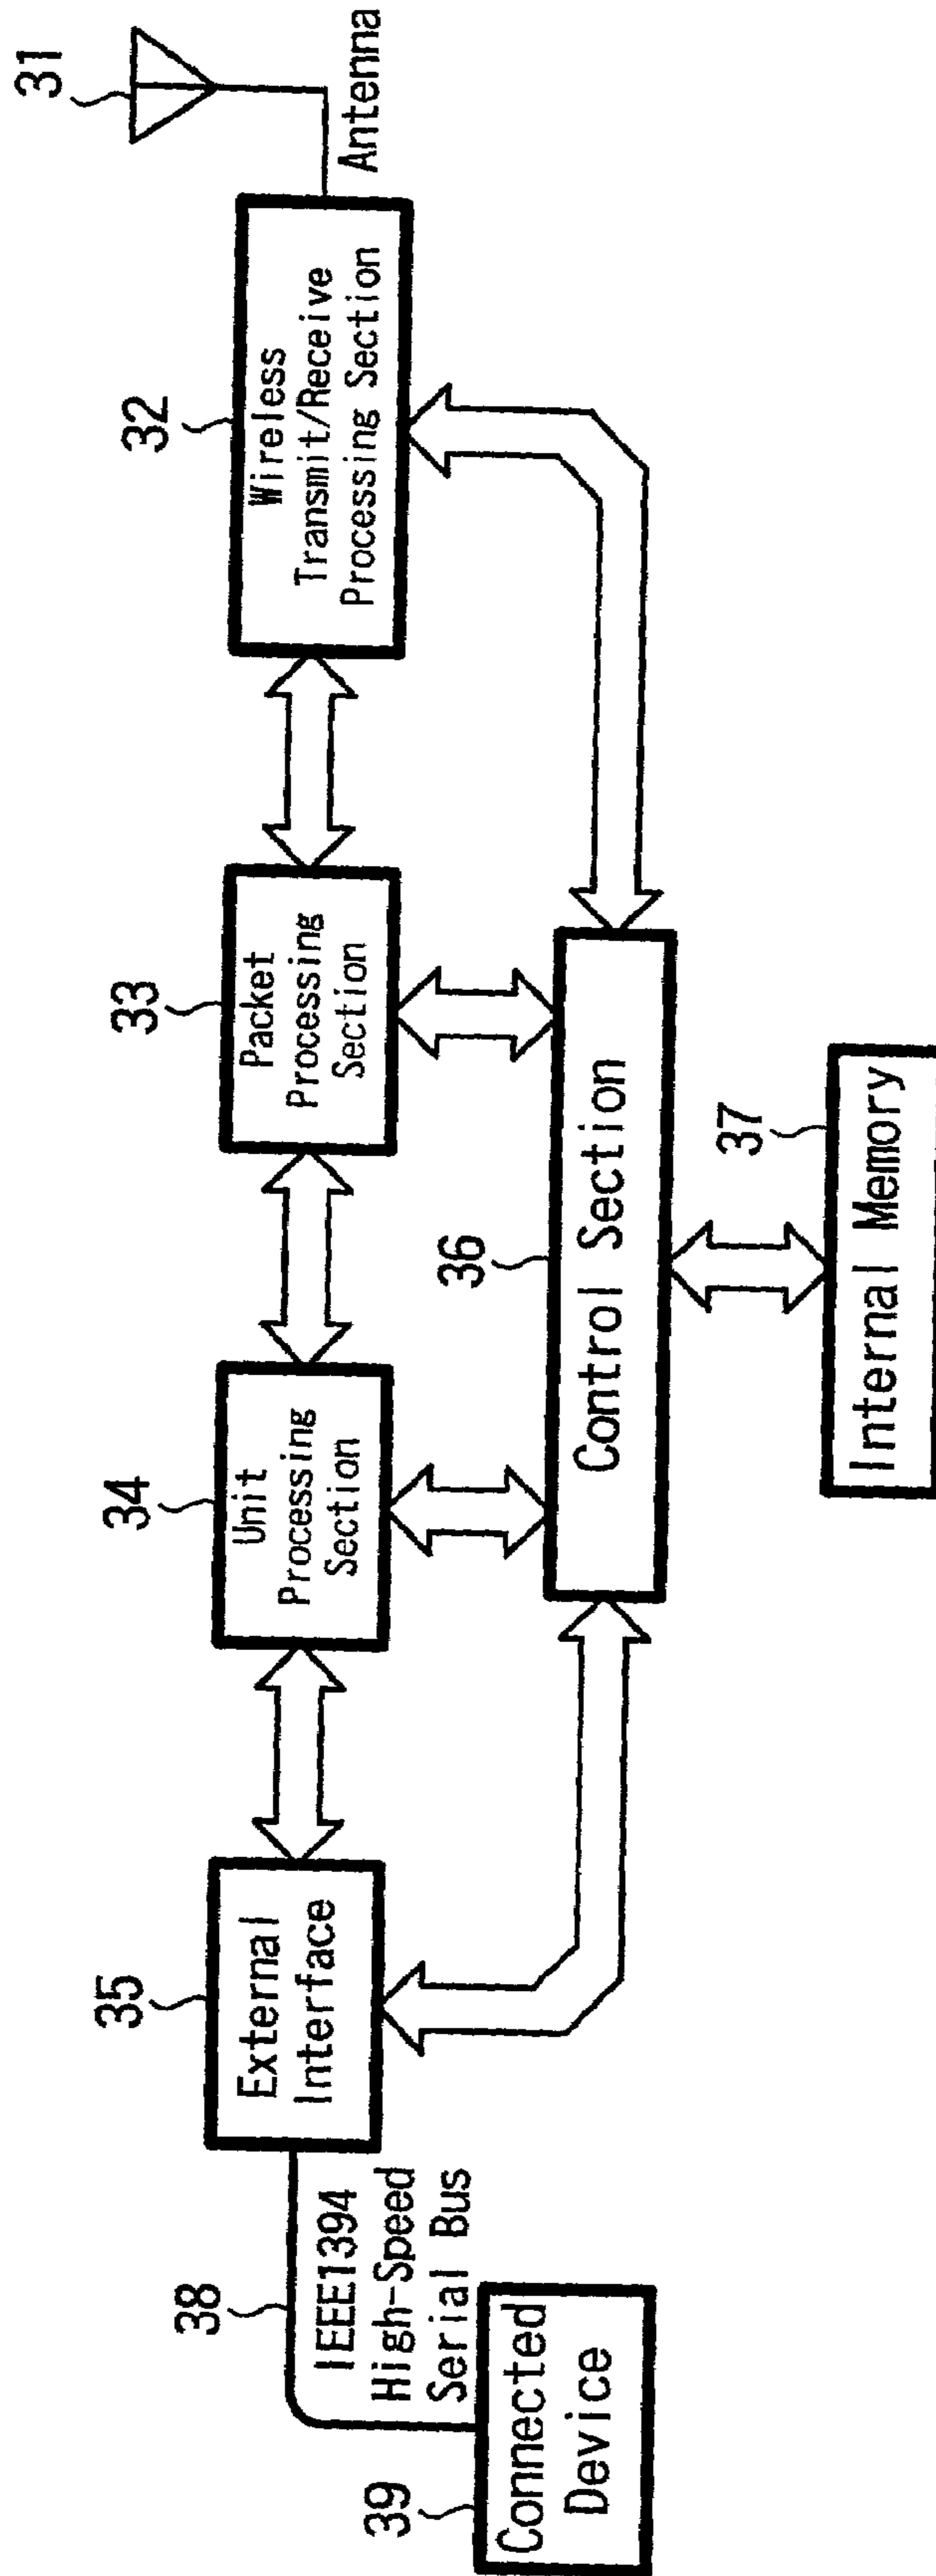 31
Antenna
32
Wireless
Transmit/Receive
Processing Section
33
Packet
Processing
Section
34
Unit
Processing
Section
35
External
Interface
36
Control Section
37
Internal Memory
38
IEEE1394
High-Speed
Serial Bus
39
Connected
Device